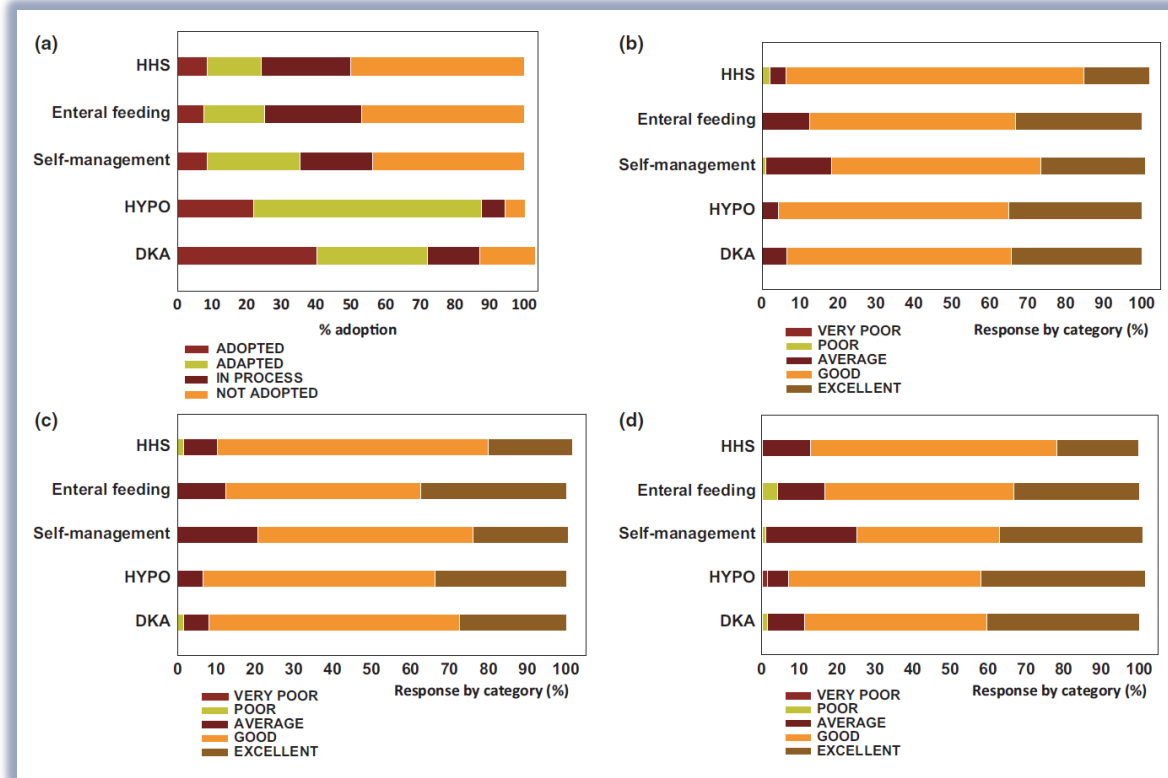 (a)
HHS
Enteral feeding
Self-management
HYPO
DKA
0 10 20 30 40 50 60 70 80 90 100
% adoption
ADOPTED
ADAPTED
IN PROCESS
NOT ADOPTED
(b)
HHS
Enteral feeding
Self-management
HYPO
DKA
0 10 20 30 40 50 60 70 80 90 100
Response by category (%)
VERY POOR
POOR
AVERAGE
GOOD
EXCELLENT
(c)
HHS
Enteral feeding
Self-management
HYPO
DKA
0 10 20 30 40 50 60 70 80 90 100
Response by category (%)
VERY POOR
POOR
AVERAGE
GOOD
EXCELLENT
(d)
HHS
Enteral feeding
Self-management
HYPO
DKA
0 10 20 30 40 50 60 70 80 90 100
Response by category (%)
VERY POOR
POOR
AVERAGE
GOOD
EXCELLENT